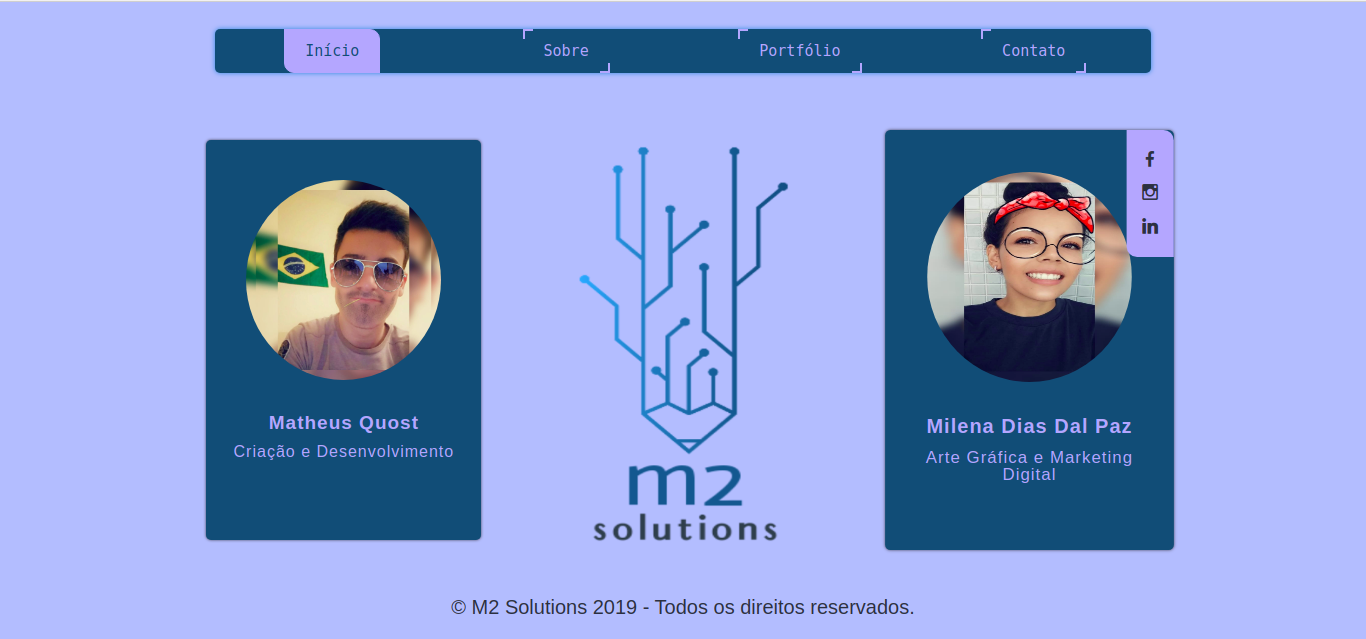 Início Sobre Portfólio Contato
Matheus Quost
Criação e Desenvolvimento
m2
solutions
Milena Dias Dal Paz
Arte Gráfica e Marketing
Digital
© M2 Solutions 2019 - Todos os direitos reservados.